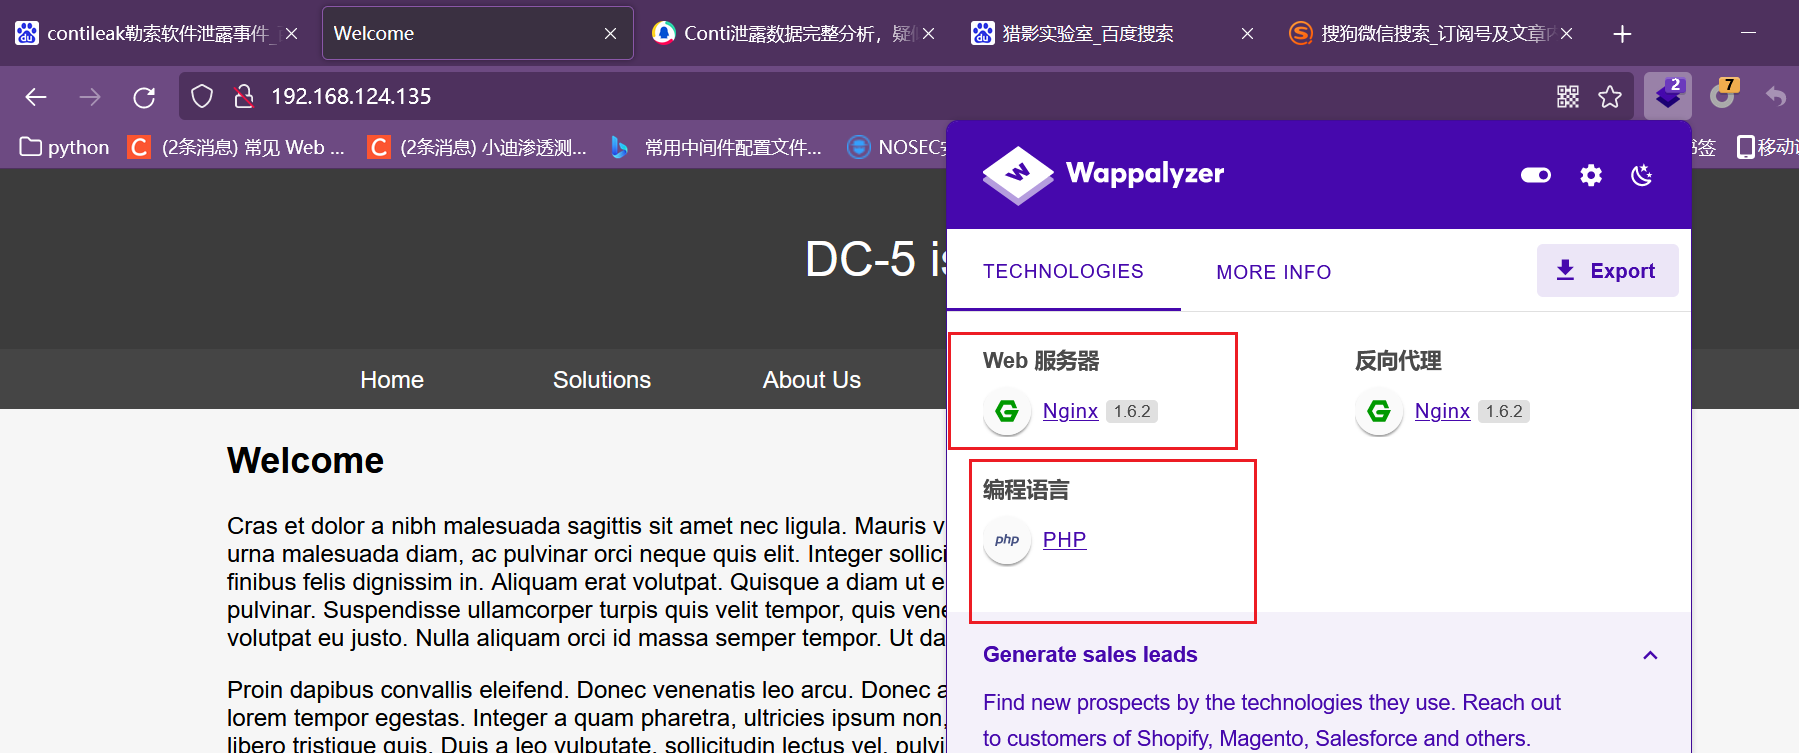 contileak勒索软件泄露事件_
Welcome
Conti泄露数据完整分析，疑似
猎影实验室_百度搜索
搜狗微信搜索_订阅号及文章内
192.168.124.135
2
7
python
(2条消息) 常见 Web ...
(2条消息) 小迪渗透测...
常用中间件配置文件...
NOSEC安
书签
移动设
Wappalyzer
DC-5 is
TECHNOLOGIES
MORE INFO
Export
Home
Solutions
About Us
Web 服务器
Nginx 1.6.2
反向代理
Nginx 1.6.2
编程语言
php PHP
Welcome
Cras et dolor a nibh malesuada sagittis sit amet nec ligula. Mauris v
urna malesuada diam, ac pulvinar orci neque quis elit. Integer sollici
finibus felis dignissim in. Aliquam erat volutpat. Quisque a diam ut e
pulvinar. Suspendisse ullamcorper turpis quis velit tempor, quis vene
volutpat eu justo. Nulla aliquam orci id massa semper tempor. Ut da
Proin dapibus convallis eleifend. Donec venenatis leo arcu. Donec a
lorem tempor egestas. Integer a quam pharetra, ultricies ipsum non,
libero tristique quis. Duis a leo vulputate, sollicitudin lectus vel, pulvi
Generate sales leads
Find new prospects by the technologies they use. Reach out
to customers of Shopify, Magento, Salesforce and others.